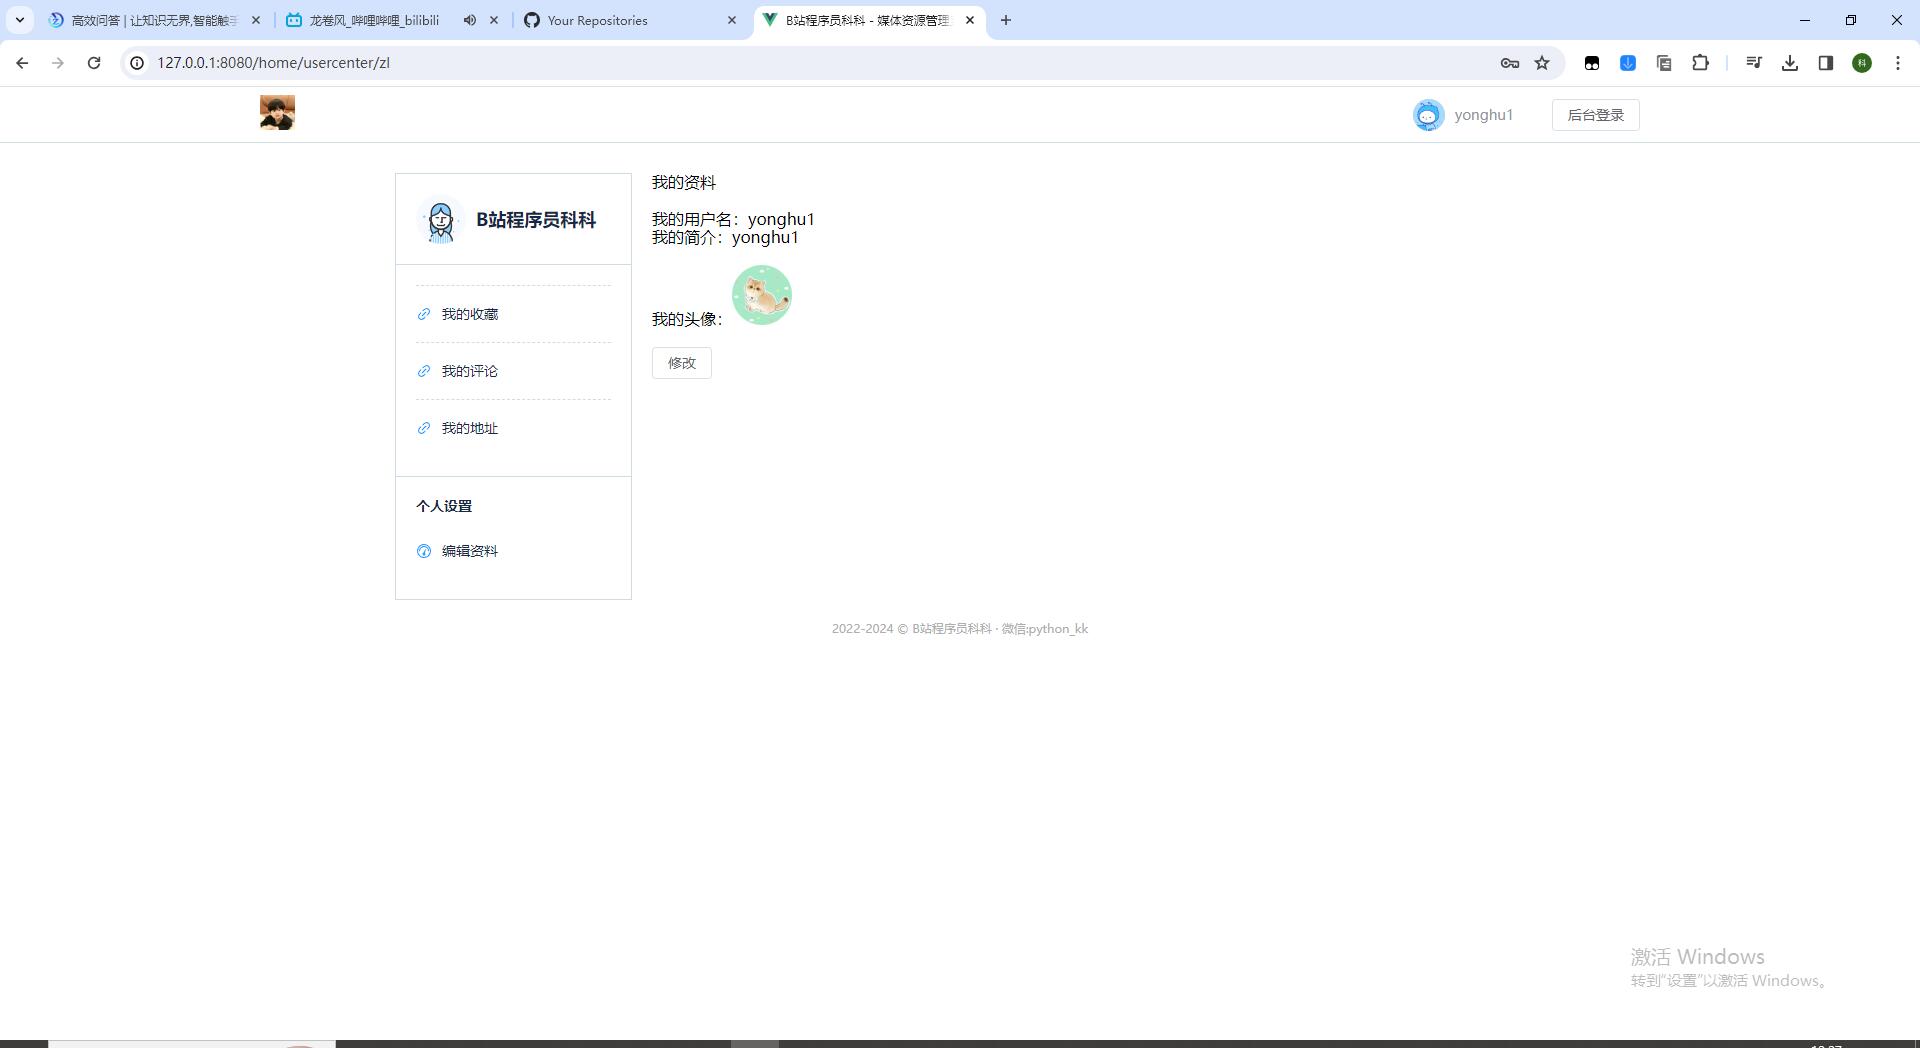 高效问答 | 让知识无界,智能触
龙卷风_哔哩哔哩_bilibili
Your Repositories
B站程序员科科 - 媒体资源管理
127.0.0.1:8080/home/usercenter/zl
科
yonghu1
后台登录
B站程序员科科
我的收藏
我的评论
我的地址
个人设置
编辑资料
我的资料
我的用户名：yonghu1
我的简介：yonghu1
我的头像：
修改
2022-2024 © B站程序员科科 · 微信:python_kk
激活 Windows
转到“设置”以激活 Windows。